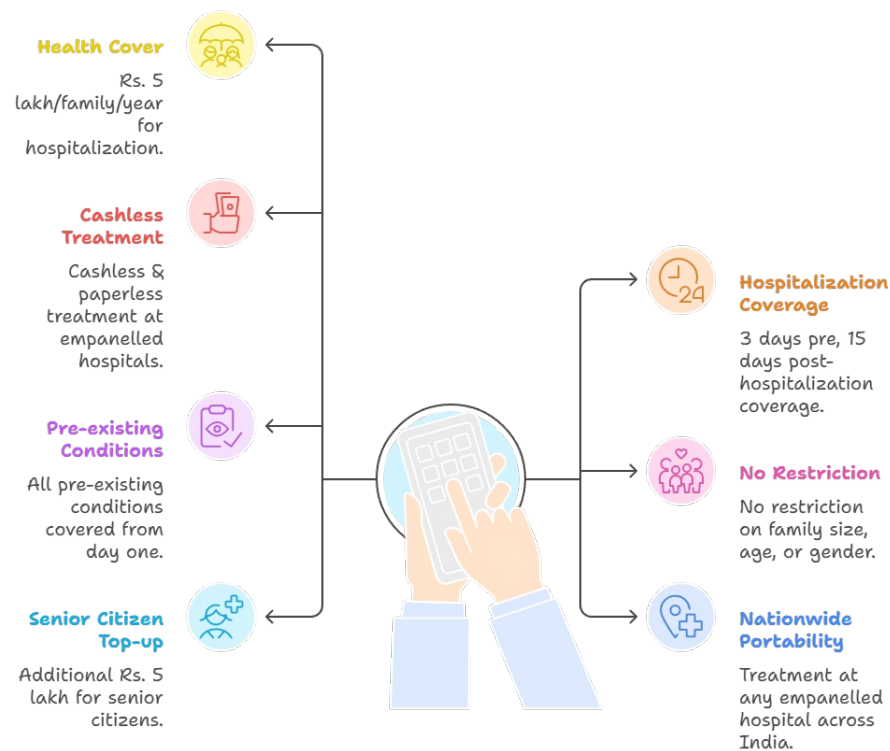 Health Cover
Rs. 5
lakh/family/year
for
hospitalization.
Cashless
Treatment
Cashless &
paperless
treatment at
empanelled
hospitals.
Pre-existing
Conditions
All pre-existing
conditions
covered from
day one.
Senior Citizen
Top-up
Additional Rs. 5
lakh for senior
citizens.
24
Hospitalization
Coverage
3 days pre, 15
days post-
hospitalization
coverage.
No Restriction
No restriction
on family size,
age, or gender.
Nationwide
Portability
Treatment at
any empanelled
hospital across
India.